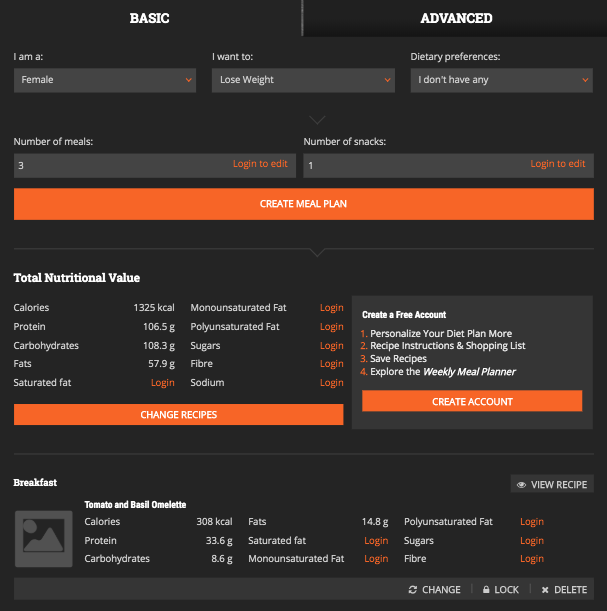 BASIC ADVANCED
I am a: I want to: Dietary preferences:
Female Lose Weight I don't have any
Number of meals: Number of snacks:
3 Login to edit 1 Login to edit
CREATE MEAL PLAN
Total Nutritional Value
Calories 1325 kcal Monounsaturated Fat Login
Protein 106.5 g Polyunsaturated Fat Login
Carbohydrates 108.3 g Sugars Login
Fats 57.9 g Fibre Login
Saturated fat Login Sodium Login
CHANGE RECIPES
Create a Free Account
1. Personalize Your Diet Plan More
2. Recipe Instructions & Shopping List
3. Save Recipes
4. Explore the Weekly Meal Planner
CREATE ACCOUNT
Breakfast VIEW RECIPE
Tomato and Basil Omelette
Calories 308 kcal Fats 14.8 g Polyunsaturated Fat Login
Protein 33.6 g Saturated fat Login Sugars Login
Carbohydrates 8.6 g Monounsaturated Fat Login Fibre Login
CHANGE LOCK DELETE